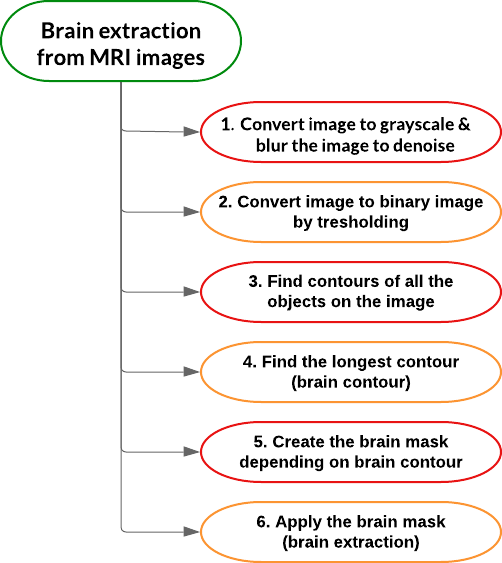 Brain extraction
from MRI images
1. Convert image to grayscale &
blur the image to denoise
2. Convert image to binary image
by tresholding
3. Find contours of all the
objects on the image
4. Find the longest contour
(brain contour)
5. Create the brain mask
depending on brain contour
6. Apply the brain mask
(brain extraction)